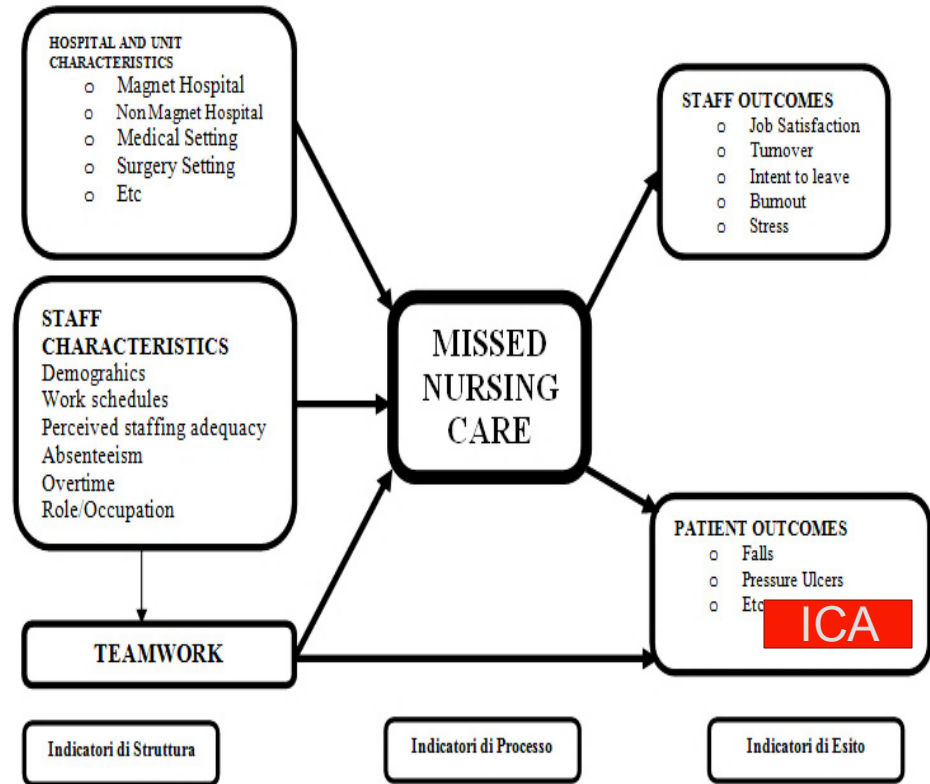 HOSPITAL AND UNIT
CHARACTERISTICS
o Magnet Hospital
o Non Magnet Hospital
o Medical Setting
o Surgery Setting
o Etc
STAFF
CHARACTERISTICS
Demograhics
Work schedules
Perceived staffing adequacy
Absenteeism
Overtime
Role/Occupation
TEAMWORK
MISSED
NURSING
CARE
STAFF OUTCOMES
o Job Satisfaction
o Turnover
o Intent to leave
o Burnout
o Stress
PATIENT OUTCOMES
o Falls
o Pressure Ulcers
o Etc
ICA
Indicatori di Struttura
Indicatori di Processo
Indicatori di Esito